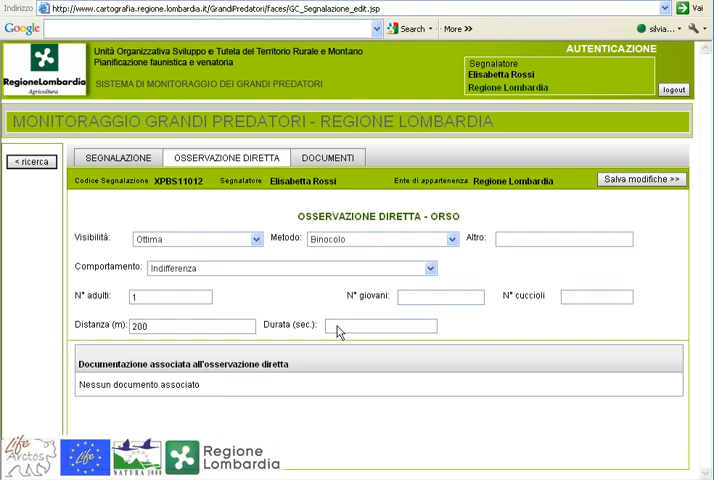 Indirizzo http://www.cartografia.regione.lombardia.it/GrandiPredatori/faces/GC_Segnalazione_edit.jsp Vai
Google Search More >> silvia...
RegioneLombardia
Agricoltura
Unità Organizzativa Sviluppo e Tutela del Territorio Rurale e Montano
Pianificazione faunistica e venatoria
SISTEMA DI MONITORAGGIO DEI GRANDI PREDATORI
AUTENTICAZIONE
Segnalatore
Elisabetta Rossi
Regione Lombardia
logout
MONITORAGGIO GRANDI PREDATORI - REGIONE LOMBARDIA
< ricerca
SEGNALAZIONE OSSERVAZIONE DIRETTA DOCUMENTI
Codice Segnalazione XPBS11012 Segnalatore Elisabetta Rossi Ente di appartenenza Regione Lombardia Salva modifiche >>
OSSERVAZIONE DIRETTA - ORSO
Visibilità: Ottima Metodo: Binocolo Altro:
Comportamento: Indifferenza
N° adulti: 1 N° giovani: N° cuccioli
Distanza (m): 200 Durata (sec.):
Documentazione associata all'osservazione diretta
Nessun documento associato
Life
Arctos
Life
NATURA 2000
Regione
Lombardia